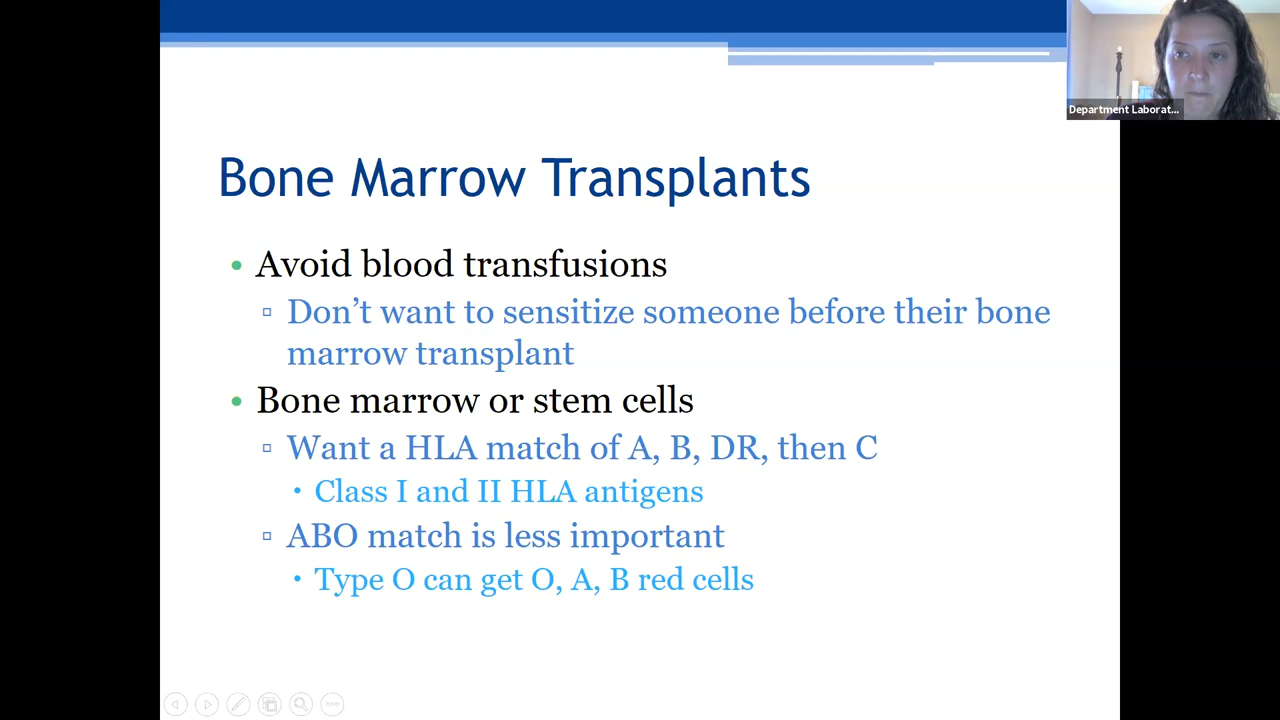 Department Laborat...
Bone Marrow Transplants
• Avoid blood transfusions
▫ Don’t want to sensitize someone before their bone
marrow transplant
• Bone marrow or stem cells
▫ Want a HLA match of A, B, DR, then C
• Class I and II HLA antigens
▫ ABO match is less important
• Type O can get O, A, B red cells